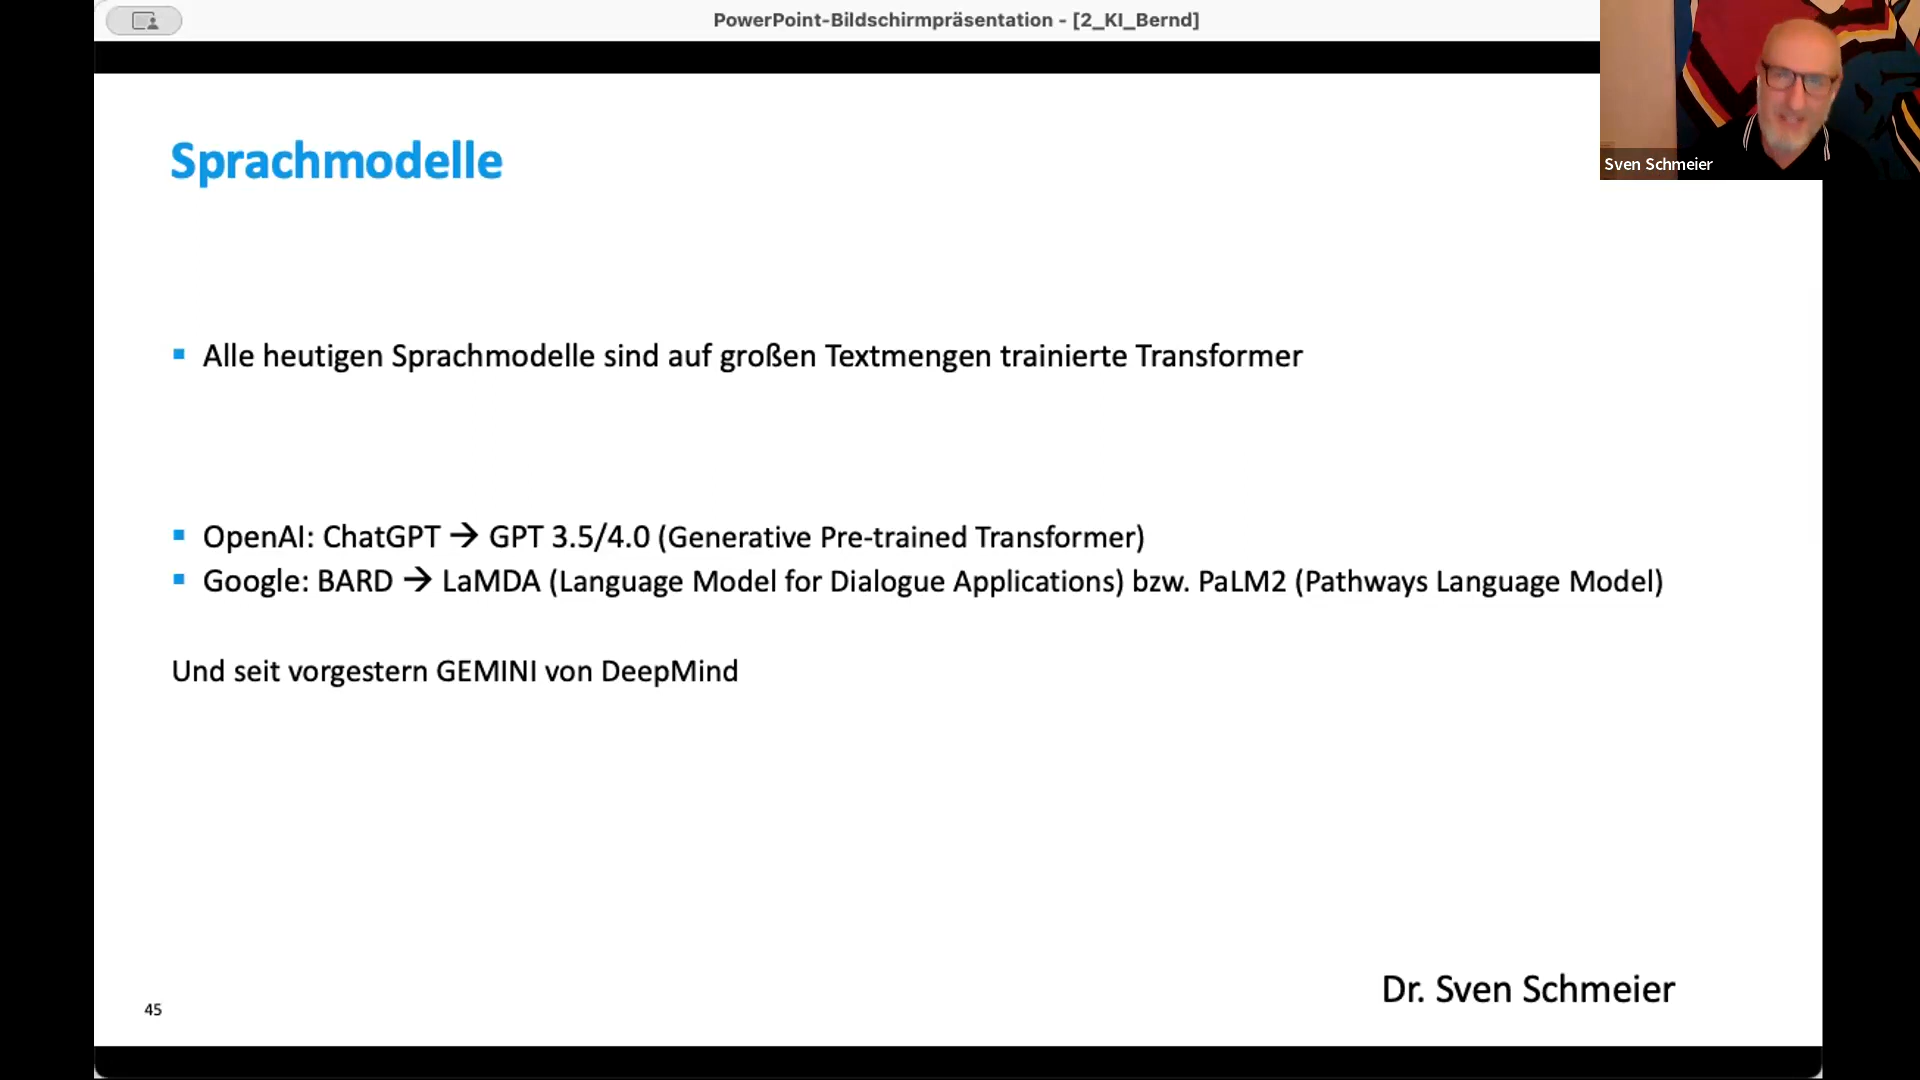 PowerPoint-Bildschirmpräsentation - [2_KI_Bernd]
Sven Schmeier
Sprachmodelle
▪ Alle heutigen Sprachmodelle sind auf großen Textmengen trainierte Transformer
▪ OpenAI: ChatGPT → GPT 3.5/4.0 (Generative Pre-trained Transformer)
▪ Google: BARD → LaMDA (Language Model for Dialogue Applications) bzw. PaLM2 (Pathways Language Model)
Und seit vorgestern GEMINI von DeepMind
Dr. Sven Schmeier
45